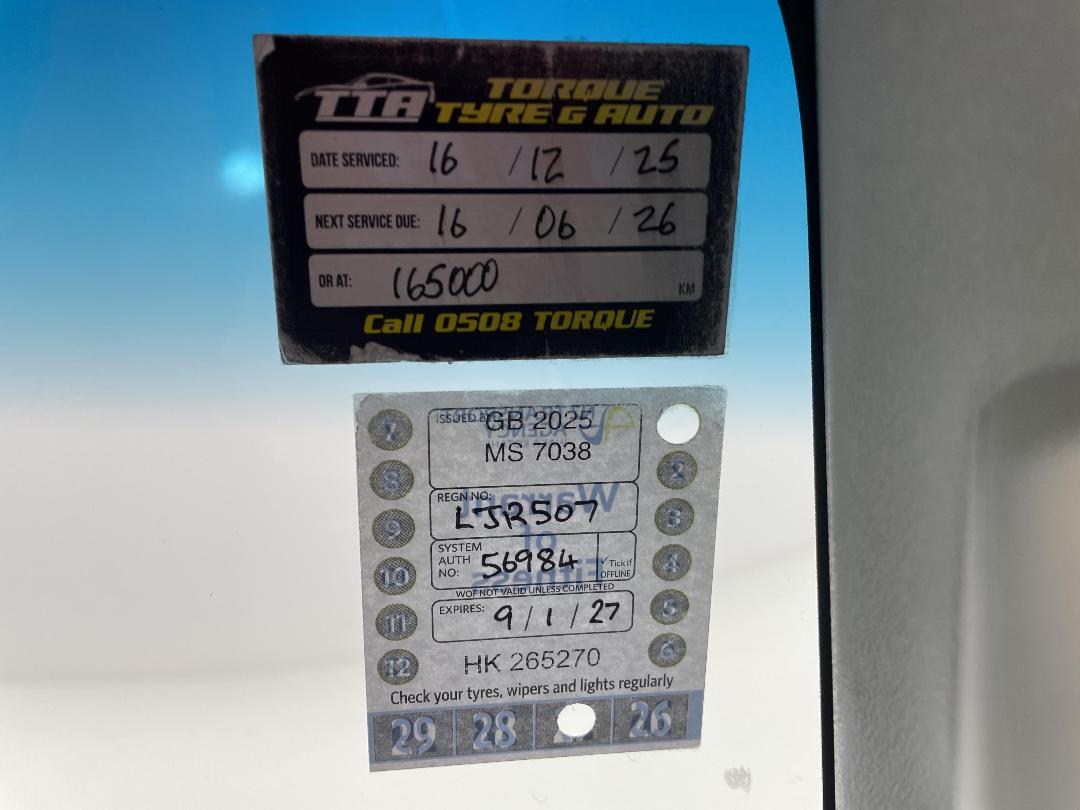 TTA TORQUE
TYRE & AUTO
DATE SERVICED: 16 / 12 / 25
NEXT SERVICE DUE: 16 / 06 / 26
OR AT: 165000 KM
Call 0508 TORQUE
ISSUED BY: GB 2025
MS 7038
REGN NO:
LJR507
SYSTEM
AUTH
NO: 56984 ✓ Tick if
OFFLINE
WOF NOT VALID UNLESS COMPLETED
EXPIRES: 9 / 1 / 27
HK 265270
Check your tyres, wipers and lights regularly
7
8
9
10
11
12
2
3
4
5
6
29 28 26
Warrant
of
Fitness